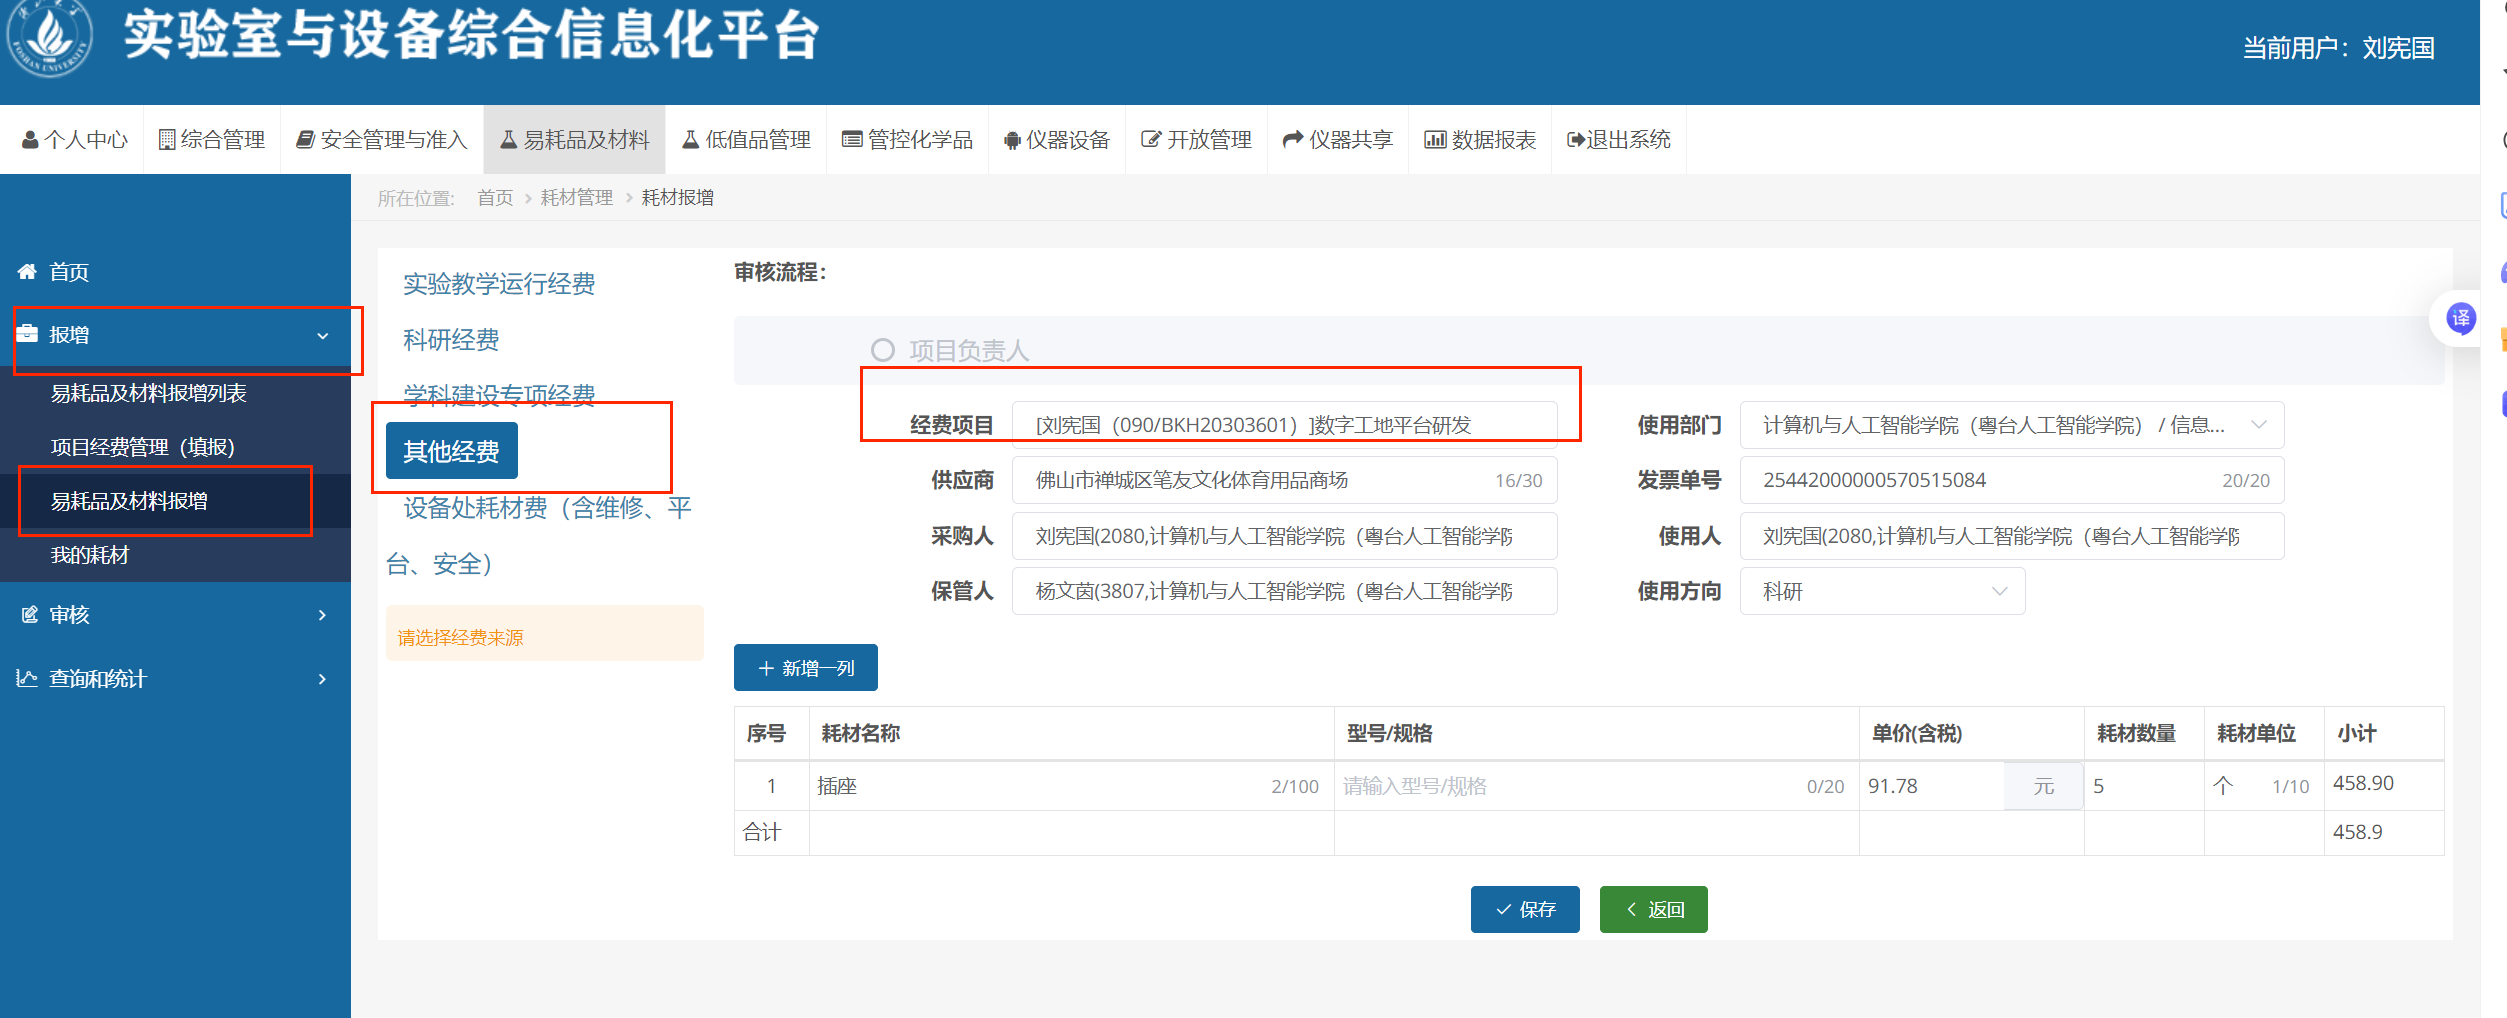 FOSHAN UNIVERSITY
实验室与设备综合信息化平台
当前用户：刘宪国
个人中心 综合管理 安全管理与准入 易耗品及材料 低值品管理 管控化学品 仪器设备 开放管理 仪器共享 数据报表 退出系统
所在位置: 首页 > 耗材管理 > 耗材报增
首页
报增
易耗品及材料报增列表
项目经费管理（填报）
易耗品及材料报增
我的耗材
审核
查询和统计
实验教学运行经费
科研经费
学科建设专项经费
其他经费
设备处耗材费（含维修、平
台、安全）
请选择经费来源
审核流程：
项目负责人
经费项目 [刘宪国（090/BKH20303601）]数字工地平台研发 使用部门 计算机与人工智能学院（粤台人工智能学院） / 信息...
供应商 佛山市禅城区笔友文化体育用品商场 16/30 发票单号 25442000000570515084 20/20
采购人 刘宪国(2080,计算机与人工智能学院（粤台人工智能学院 使用人 刘宪国(2080,计算机与人工智能学院（粤台人工智能学院
保管人 杨文茵(3807,计算机与人工智能学院（粤台人工智能学院 使用方向 科研
新增一列
序号 耗材名称 型号/规格 单价(含税) 耗材数量 耗材单位 小计
1 插座 2/100 请输入型号/规格 0/20 91.78 元 5 个 1/10 458.90
合计 458.9
保存 返回
译